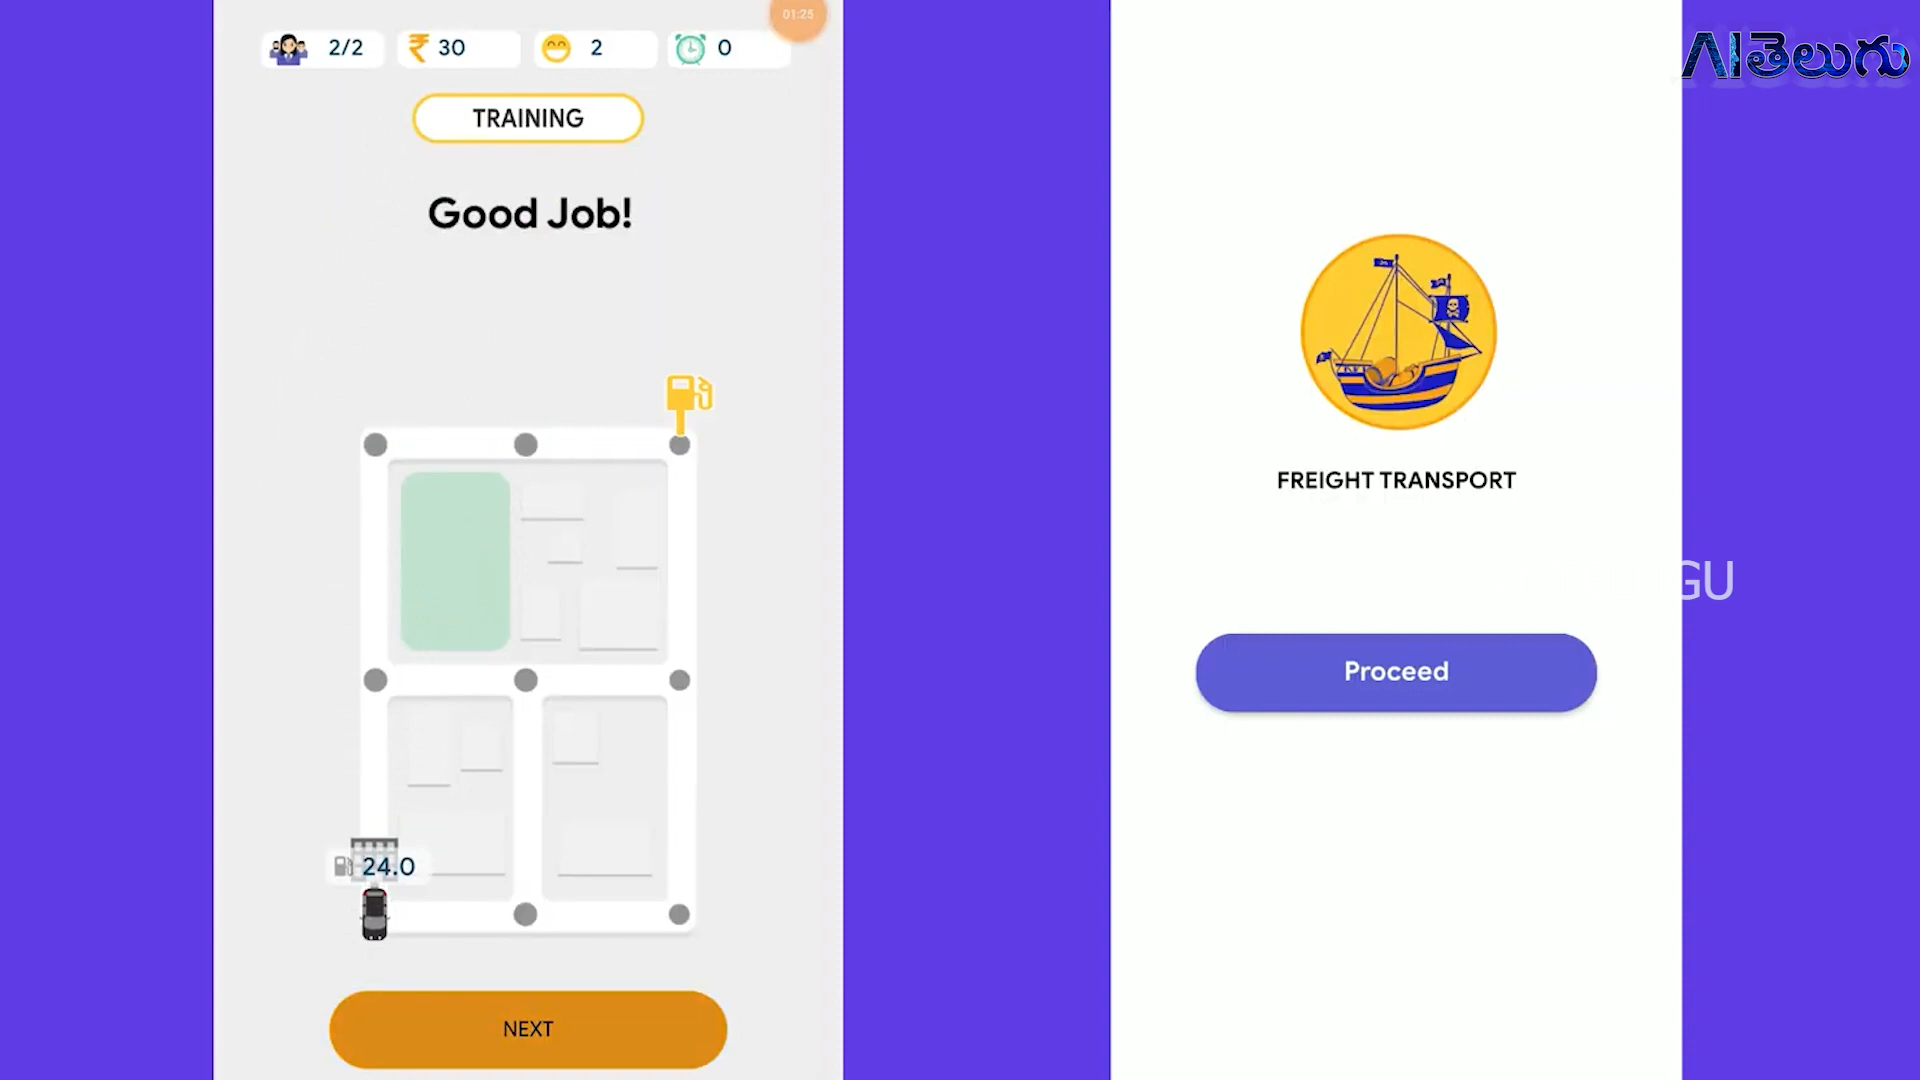 01:25
2/2
₹ 30
2
0
TRAINING
Good Job!
24.0
NEXT
AIతెలుగు
FREIGHT TRANSPORT
GU
Proceed